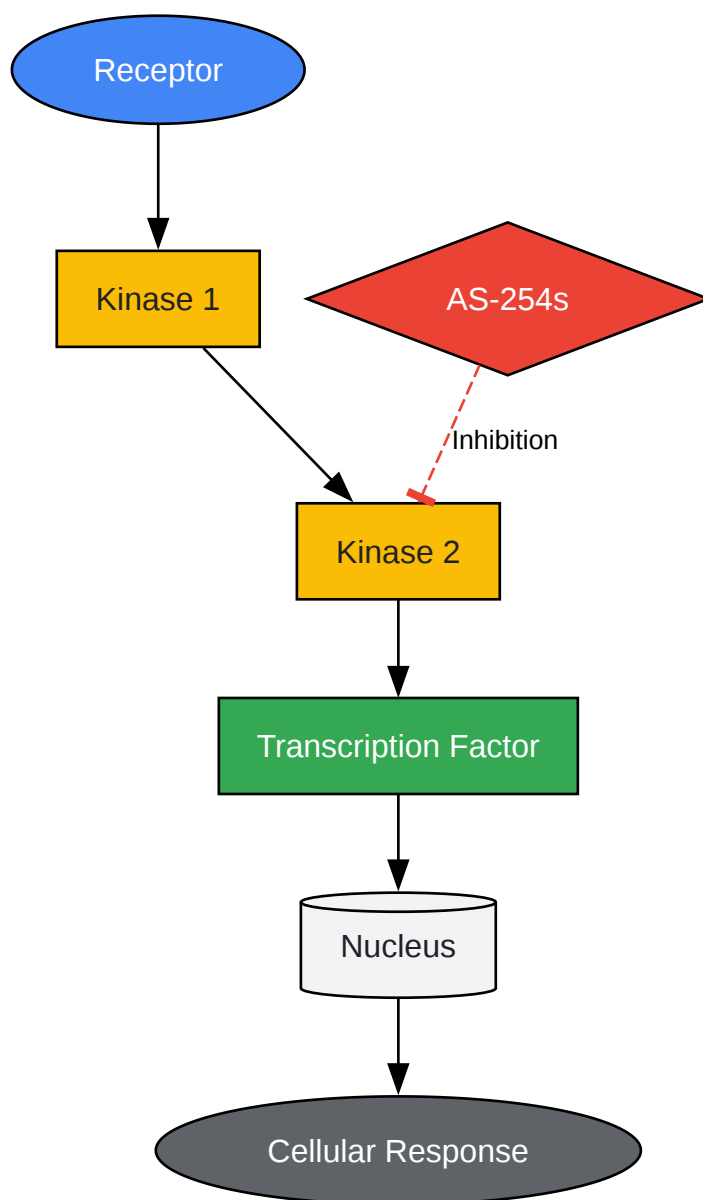 Receptor
Kinase 1
AS-254s
Inhibition
Kinase 2
Transcription Factor
Nucleus
Cellular Response